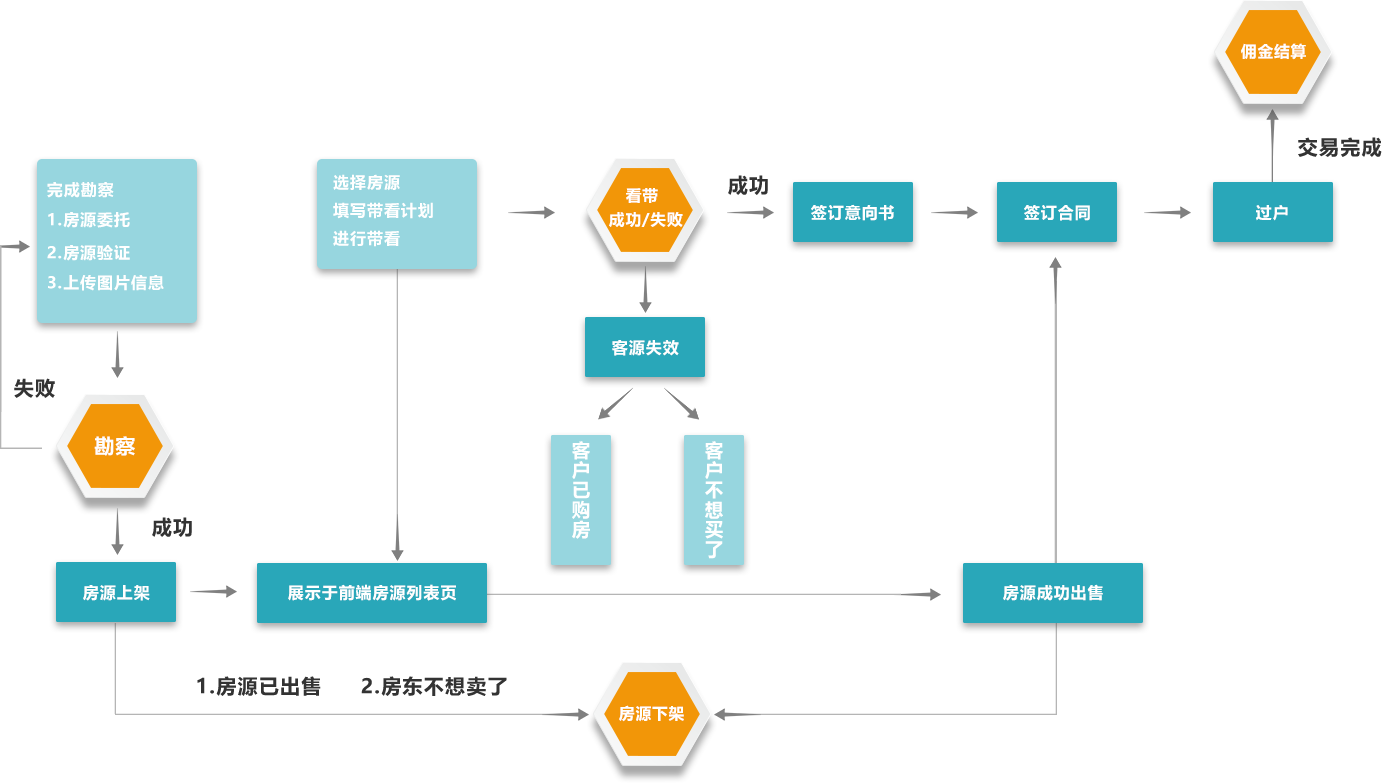 佣金结算
交易完成
完成勘察
1.房源委托
2.房源验证
3.上传图片信息
选择房源
填写带看计划
进行带看
看带
成功/失败
成功
签订意向书
签订合同
过户
客源失效
失败
勘察
客户已购房
客户不想买了
成功
房源上架
展示于前端房源列表页
房源成功出售
1.房源已出售
2.房东不想卖了
房源下架